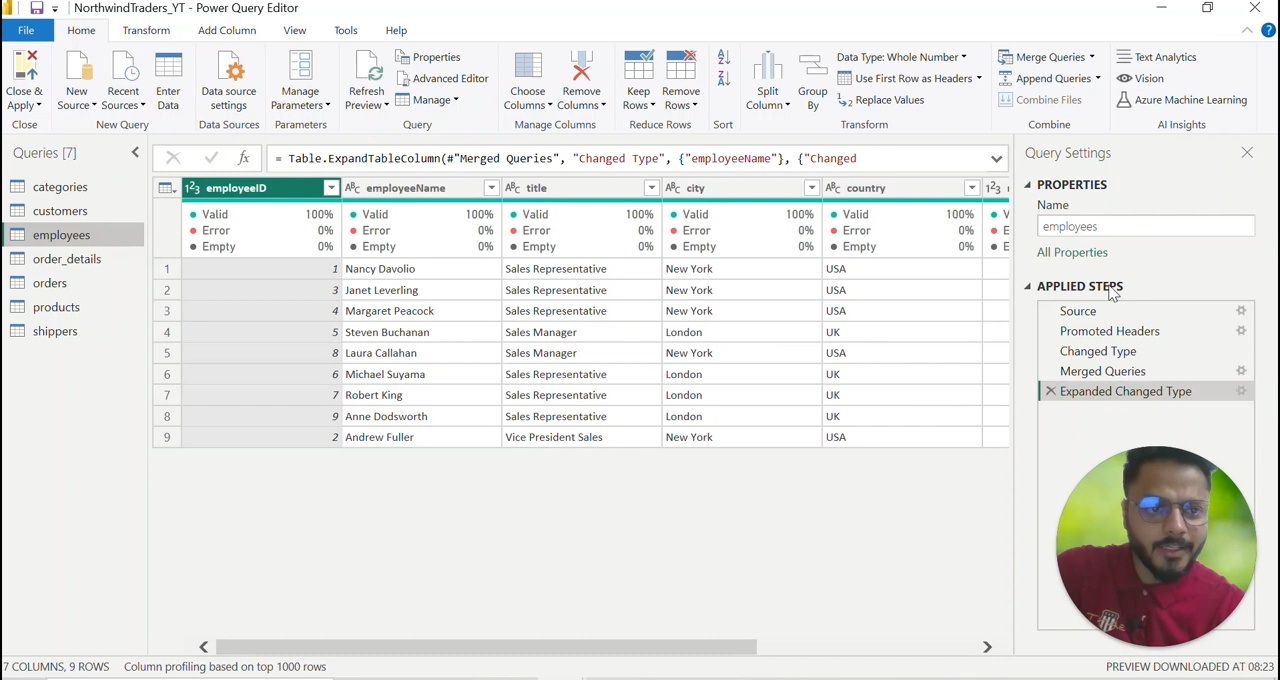 NorthwindTraders_YT - Power Query Editor
File Home Transform Add Column View Tools Help
Close & Apply
Close
New Source
Recent Sources
Enter Data
New Query
Data source settings
Data Sources
Manage Parameters
Parameters
Refresh Preview
Properties
Advanced Editor
Manage
Query
Choose Columns
Remove Columns
Manage Columns
Keep Rows
Remove Rows
Reduce Rows
Sort
Split Column
Group By
Data Type: Whole Number
Use First Row as Headers
Replace Values
Transform
Merge Queries
Append Queries
Combine Files
Combine
Text Analytics
Vision
Azure Machine Learning
AI Insights
Queries [7]
categories
customers
employees
order_details
orders
products
shippers
= Table.ExpandTableColumn(#"Merged Queries", "Changed Type", {"employeeName"}, {"Changed
employeeID employeeName title city country
Valid 100% Valid 100% Valid 100% Valid 100% Valid 100% V
Error 0% Error 0% Error 0% Error 0% Error 0% E
Empty 0% Empty 0% Empty 0% Empty 0% Empty 0% E
1 1 Nancy Davolio Sales Representative New York USA
2 3 Janet Leverling Sales Representative New York USA
3 4 Margaret Peacock Sales Representative New York USA
4 5 Steven Buchanan Sales Manager London UK
5 8 Laura Callahan Sales Manager New York USA
6 6 Michael Suyama Sales Representative London UK
7 7 Robert King Sales Representative London UK
8 9 Anne Dodsworth Sales Representative London UK
9 2 Andrew Fuller Vice President Sales New York USA
Query Settings
PROPERTIES
Name
employees
All Properties
APPLIED STEPS
Source
Promoted Headers
Changed Type
Merged Queries
Expanded Changed Type
7 COLUMNS, 9 ROWS Column profiling based on top 1000 rows
PREVIEW DOWNLOADED AT 08:23